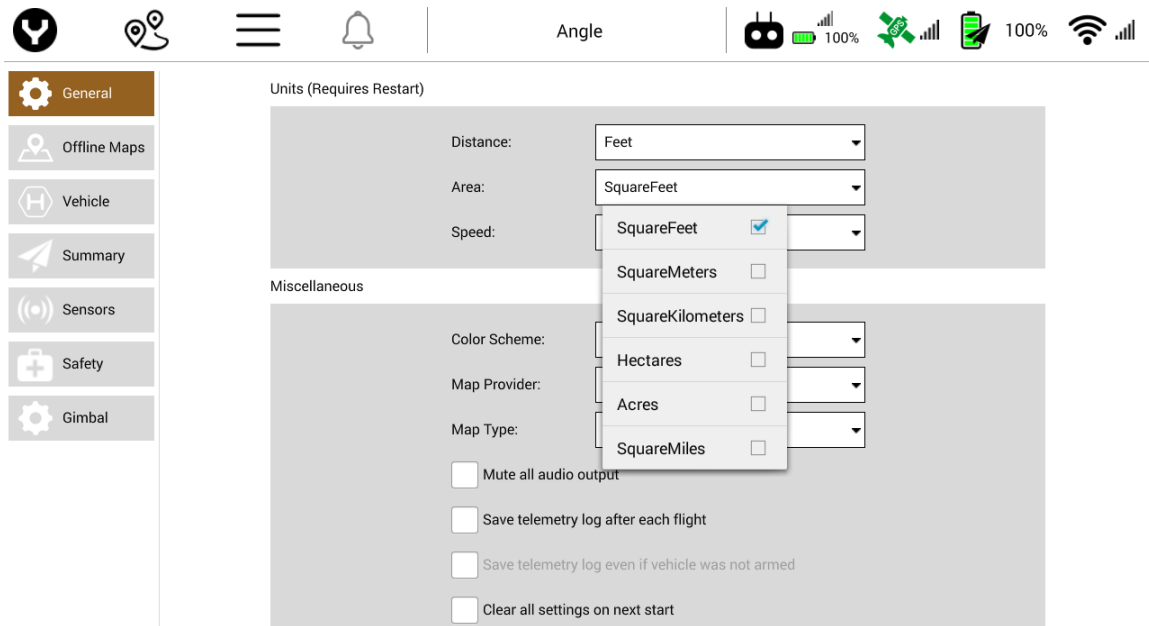 Angle
100%
GPS
100%
General
Offline Maps
Vehicle
Summary
Sensors
Safety
Gimbal
Units (Requires Restart)
Distance: Feet
Area: SquareFeet
Speed:
SquareFeet
SquareMeters
SquareKilometers
Hectares
Acres
SquareMiles
Miscellaneous
Color Scheme:
Map Provider:
Map Type:
Mute all audio output
Save telemetry log after each flight
Save telemetry log even if vehicle was not armed
Clear all settings on next start